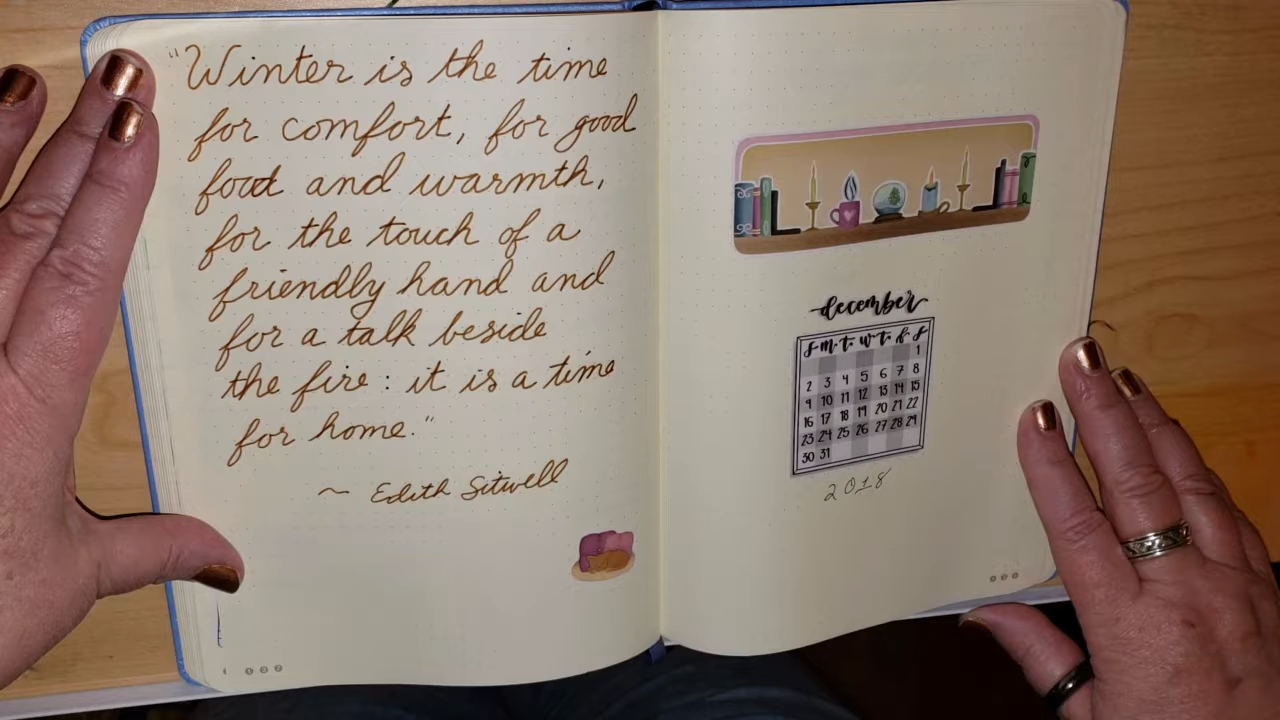 "Winter is the time
for comfort, for good
food and warmth,
for the touch of a
friendly hand and
for a talk beside
the fire: it is a time
for home."
~ Edith Sitwell
december
S M T W T F S
1
2 3 4 5 6 7 8
9 10 11 12 13 14 15
16 17 18 19 20 21 22
23 24 25 26 27 28 29
30 31
2018